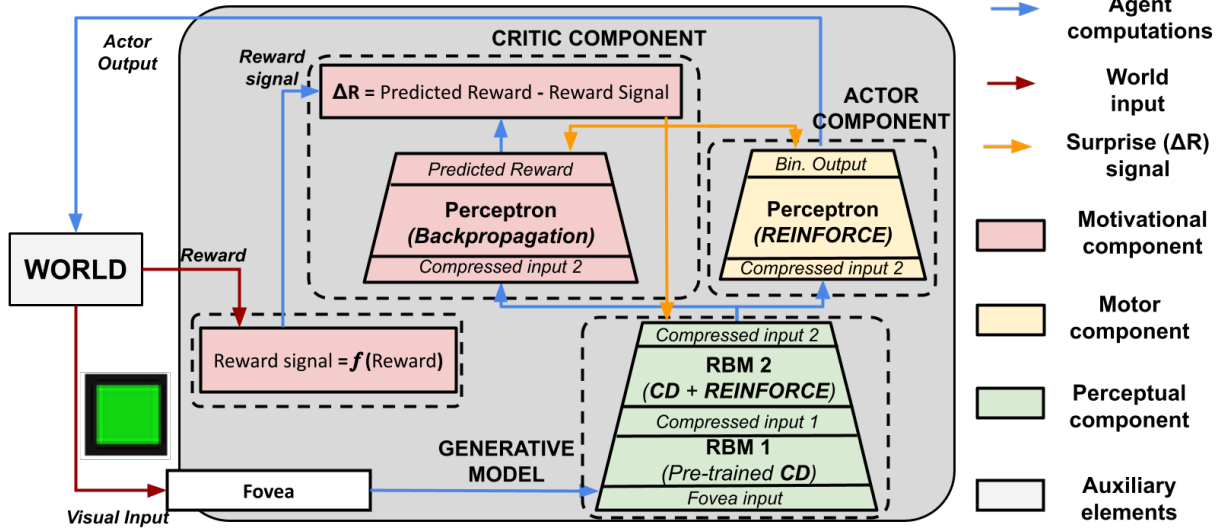 Actor
Output
CRITIC COMPONENT
Reward
signal
ΔR = Predicted Reward - Reward Signal
ACTOR
COMPONENT
Predicted Reward
Perceptron
(Backpropagation)
Compressed input 2
Bin. Output
Perceptron
(REINFORCE)
Compressed input 2
WORLD
Reward
Reward signal = f (Reward)
Compressed input 2
RBM 2
(CD + REINFORCE)
Compressed input 1
RBM 1
(Pre-trained CD)
Fovea input
GENERATIVE
MODEL
Fovea
Visual Input
Agent
computations
World
input
Surprise (ΔR)
signal
Motivational
component
Motor
component
Perceptual
component
Auxiliary
elements